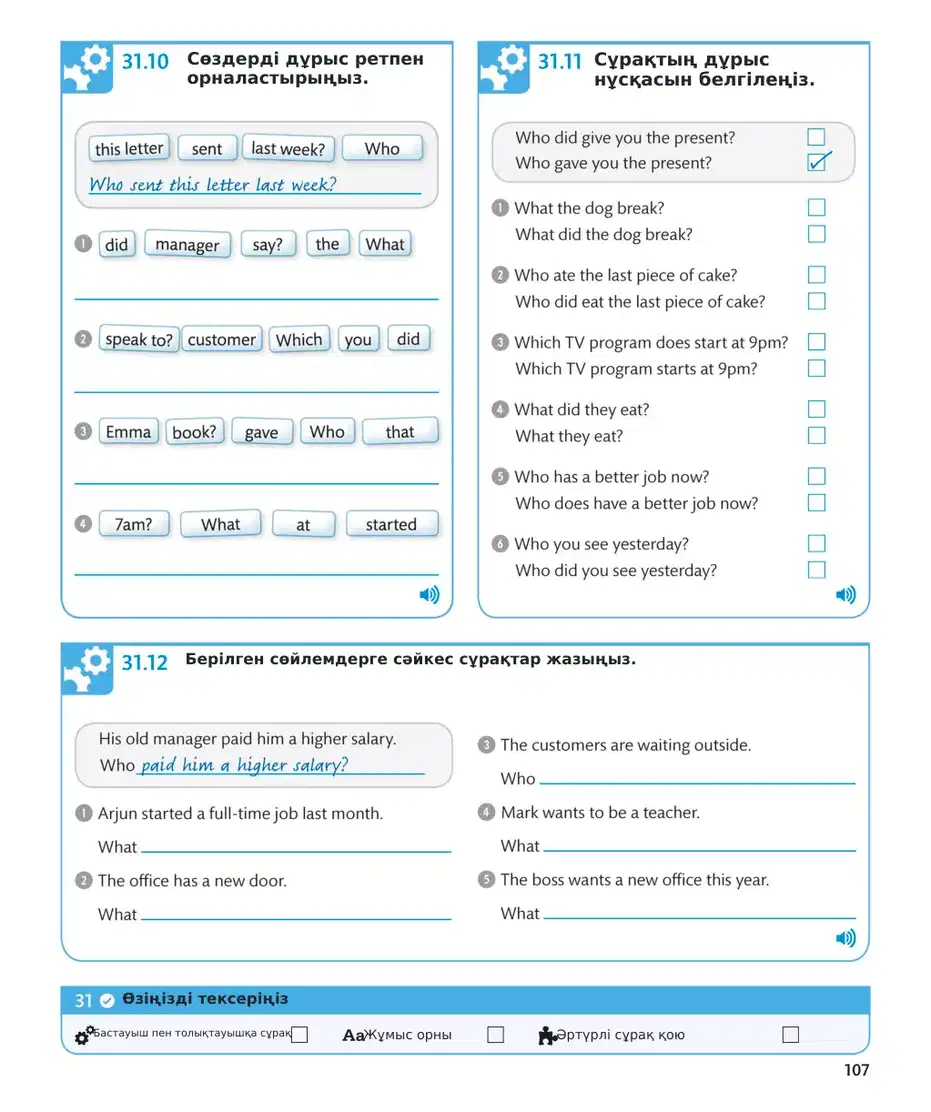 31.10 Сөздерді дұрыс ретпен
орналастырыңыз.
this letter sent last week? Who
Who sent this letter last week?
1 did manager say? the What
2 speak to? customer Which you did
3 Emma book? gave Who that
4 7am? What at started
31.11 Сұрақтың дұрыс
нұсқасын белгілеңіз.
Who did give you the present?
Who gave you the present?
1 What the dog break?
What did the dog break?
2 Who ate the last piece of cake?
Who did eat the last piece of cake?
3 Which TV program does start at 9pm?
Which TV program starts at 9pm?
4 What did they eat?
What they eat?
5 Who has a better job now?
Who does have a better job now?
6 Who you see yesterday?
Who did you see yesterday?
31.12 Берілген сөйлемдерге сәйкес сұрақтар жазыңыз.
His old manager paid him a higher salary.
Who paid him a higher salary?
1 Arjun started a full-time job last month.
What
2 The office has a new door.
What
3 The customers are waiting outside.
Who
4 Mark wants to be a teacher.
What
5 The boss wants a new office this year.
What
31 Өзіңізді тексеріңіз
Бастауыш пен толықтауышқа сұрақ Aa Жұмыс орны Әртүрлі сұрақ қою
107